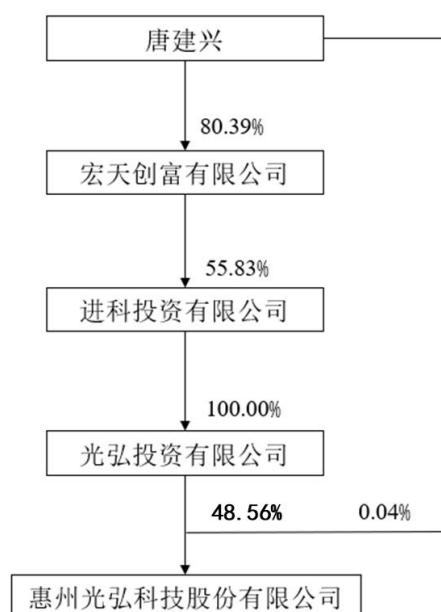 唐建兴
80.39%
宏天创富有限公司
55.83%
进科投资有限公司
100.00%
光弘投资有限公司
48.56% 0.04%
惠州光弘科技股份有限公司